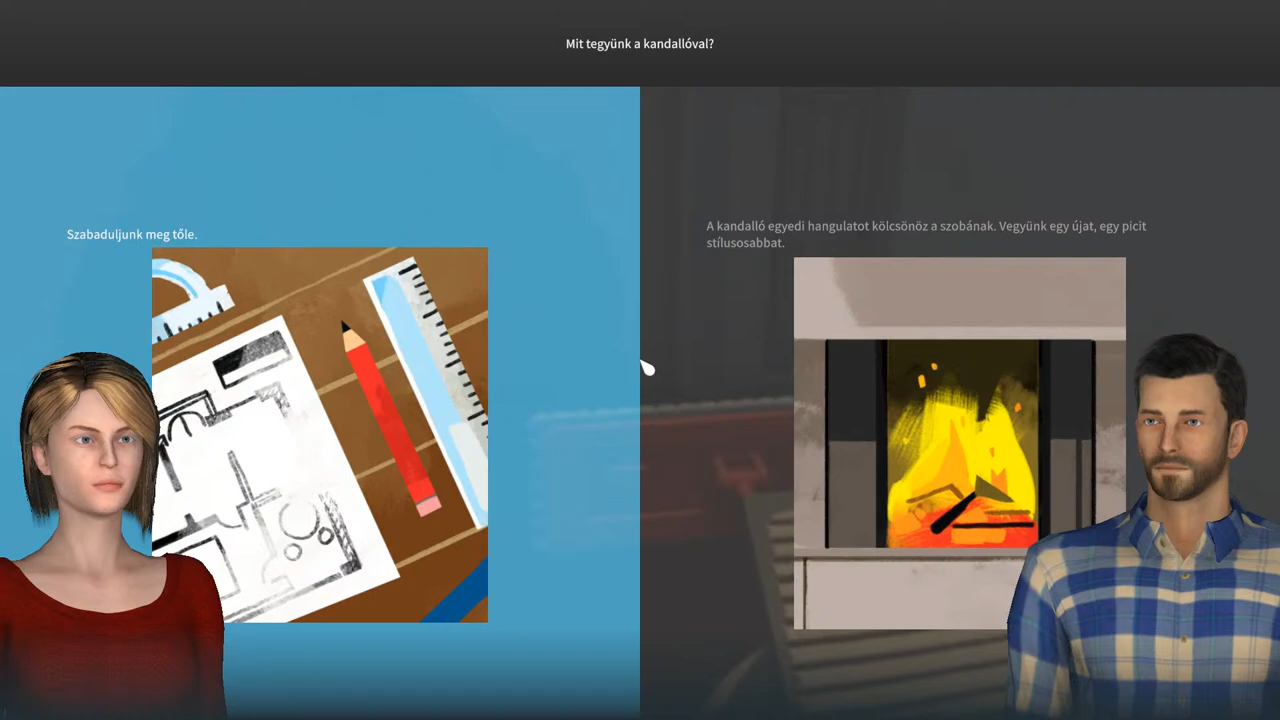 Mit tegyünk a kandallóval?
Szabaduljunk meg tőle.
A kandalló egyedi hangulatot kölcsönöz a szobának. Vegyünk egy újat, egy picit
stílusosabbat.